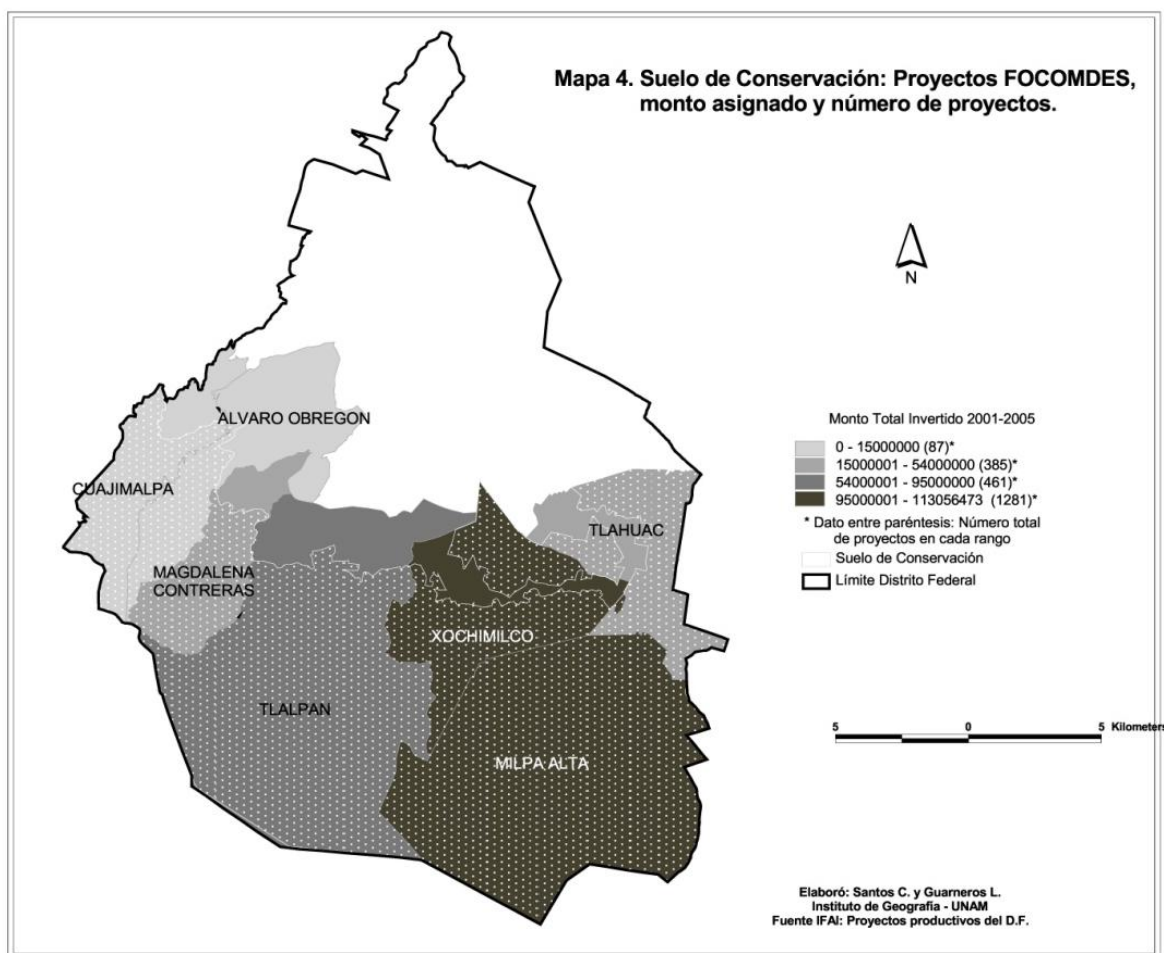 Mapa 4. Suelo de Conservación: Proyectos FOCOMDES,
monto asignado y número de proyectos.
N
ALVARO OBREGON
CUAJIMALPA
TLAHUAC
MAGDALENA
CONTRERAS
XOCHIMILCO
TLALPAN
MILPA ALTA
Monto Total Invertido 2001-2005
0 - 15000000 (87)*
15000001 - 54000000 (385)*
54000001 - 95000000 (461)*
95000001 - 113056473 (1281)*
* Dato entre paréntesis: Número total
de proyectos en cada rango
Suelo de Conservación
Límite Distrito Federal
5 0 5 Kilometers
Elaboró: Santos C. y Guarneros L.
Instituto de Geografia - UNAM
Fuente IFAI: Proyectos productivos del D.F.